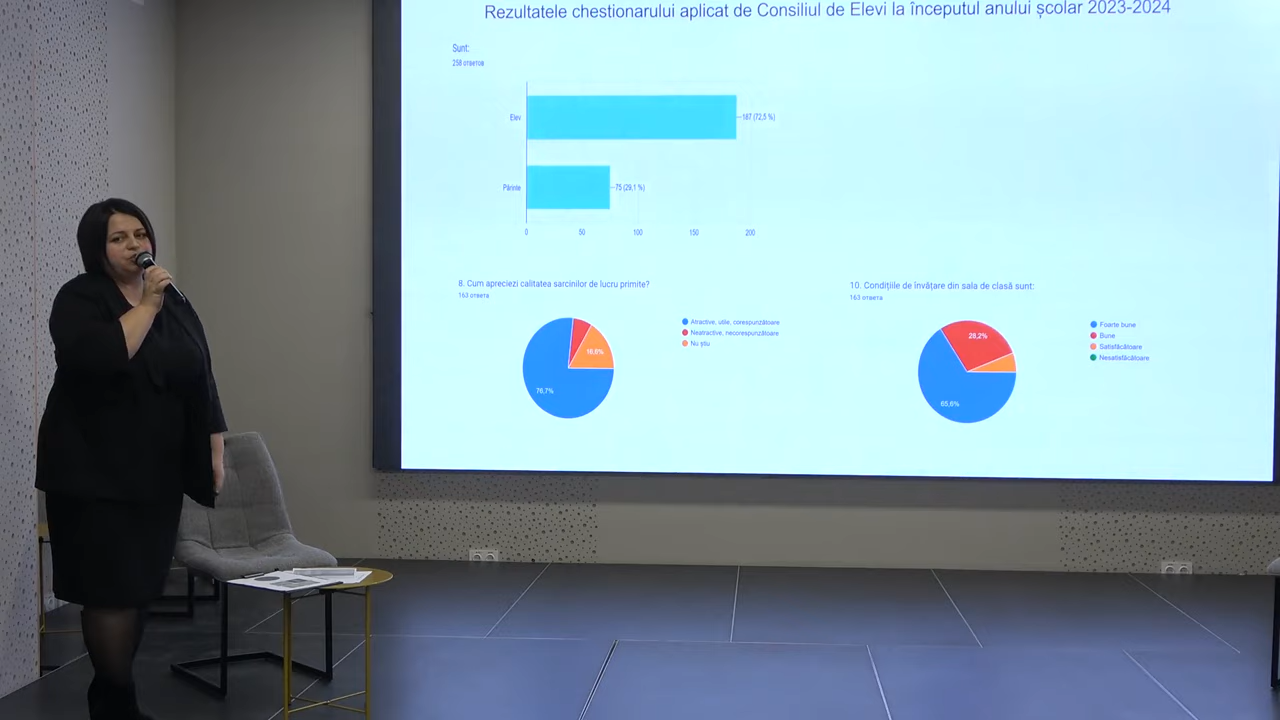 Rezultatele chestionarului aplicat de Consiliul de Elevi la începutul anului școlar 2023-2024
Sunt:
258 ответов
Elev
187 (72,5 %)
Părinte
75 (29,1 %)
0 50 100 150 200
8. Cum apreciezi calitatea sarcinilor de lucru primite?
163 ответа
Atractive, utile, corespunzătoare
Neatractive, necorespunzătoare
Nu știu
16,6%
76,7%
10. Condițiile de învățare din sala de clasă sunt:
163 ответа
Foarte bune
Bune
Satisfăcătoare
Nesatisfăcătoare
28,2%
65,6%